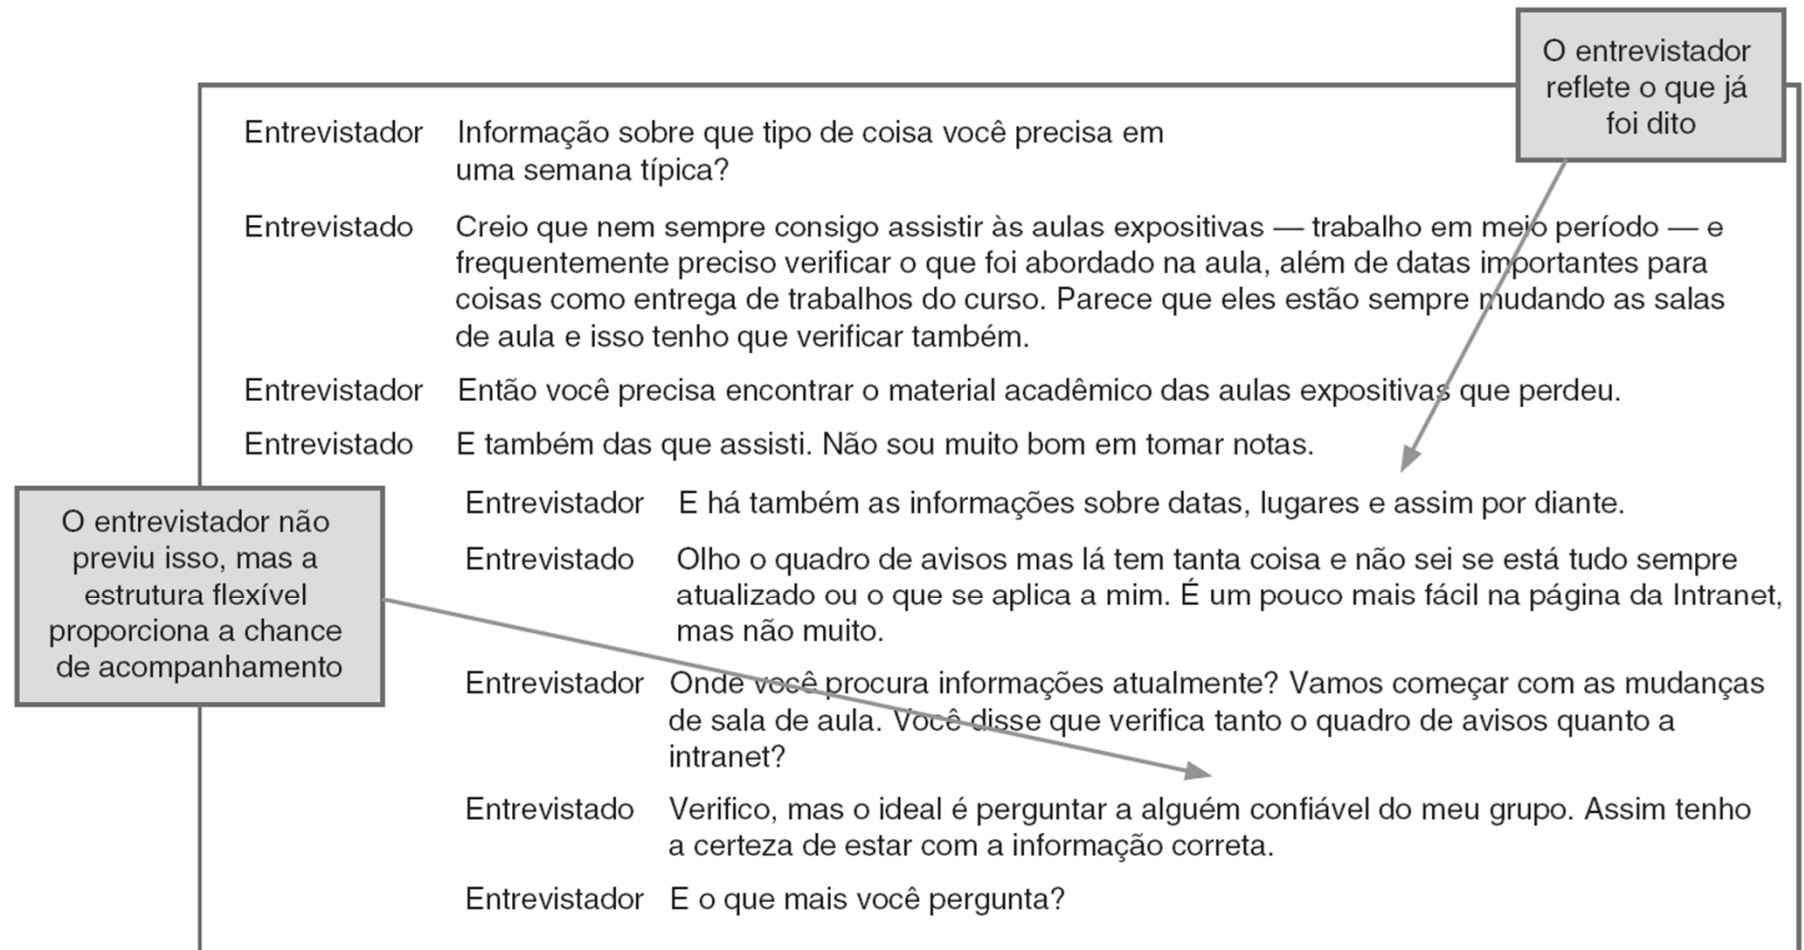 O entrevistador
reflete o que já
foi dito
Entrevistador Informação sobre que tipo de coisa você precisa em
uma semana típica?
Entrevistado Creio que nem sempre consigo assistir às aulas expositivas — trabalho em meio período — e
frequentemente preciso verificar o que foi abordado na aula, além de datas importantes para
coisas como entrega de trabalhos do curso. Parece que eles estão sempre mudando as salas
de aula e isso tenho que verificar também.
Entrevistador Então você precisa encontrar o material acadêmico das aulas expositivas que perdeu.
Entrevistado E também das que assisti. Não sou muito bom em tomar notas.
Entrevistador E há também as informações sobre datas, lugares e assim por diante.
O entrevistador não
previu isso, mas a
estrutura flexível
proporciona a chance
de acompanhamento
Entrevistado Olho o quadro de avisos mas lá tem tanta coisa e não sei se está tudo sempre
atualizado ou o que se aplica a mim. É um pouco mais fácil na página da Intranet,
mas não muito.
Entrevistador Onde você procura informações atualmente? Vamos começar com as mudanças
de sala de aula. Você disse que verifica tanto o quadro de avisos quanto a
intranet?
Entrevistado Verifico, mas o ideal é perguntar a alguém confiável do meu grupo. Assim tenho
a certeza de estar com a informação correta.
Entrevistador E o que mais você pergunta?